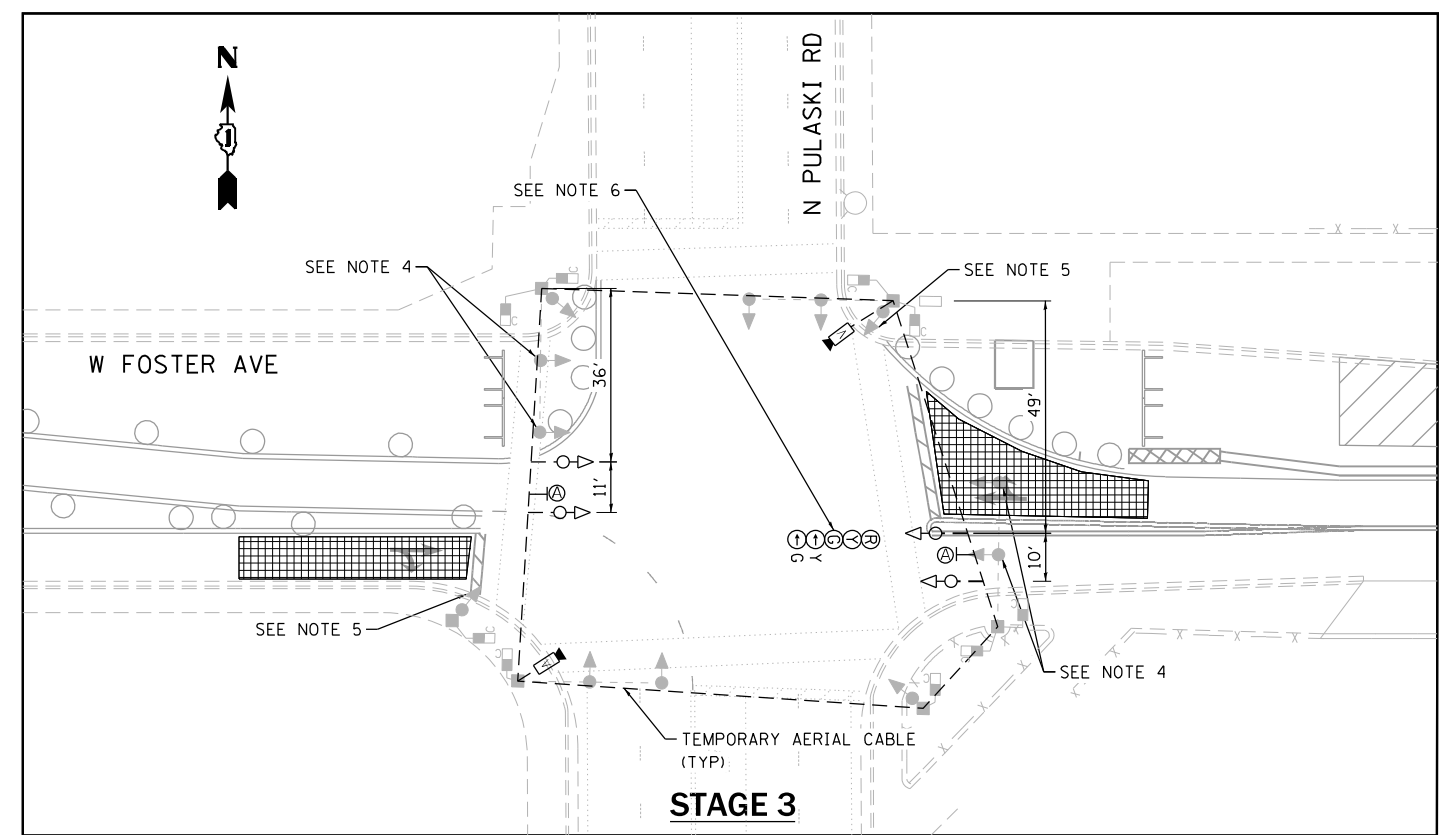 N
N PULASKI RD
SEE NOTE 6
SEE NOTE 4
SEE NOTE 5
C
C
C
C
V
W FOSTER AVE
36'
49'
11'
A
R
Y
G
Y
G
A
10'
C
SEE NOTE 5
C
C
V
C
C
SEE NOTE 4
TEMPORARY AERIAL CABLE
(TYP)
STAGE 3